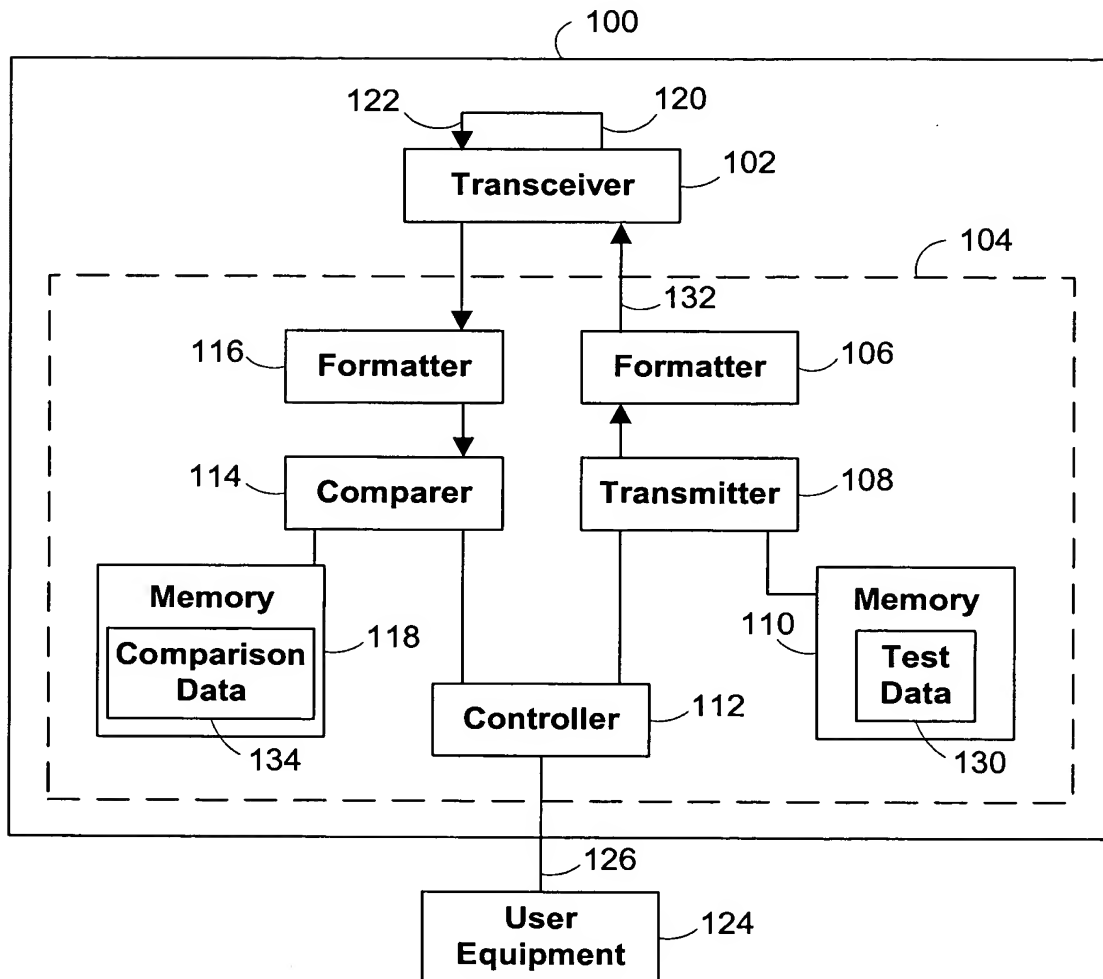 100
122
120
Transceiver
102
104
132
116
Formatter
Formatter
106
114
Comparer
Transmitter
108
Memory
118
Comparison
Data
134
110
Memory
Test
Data
130
Controller
112
126
User
Equipment
124